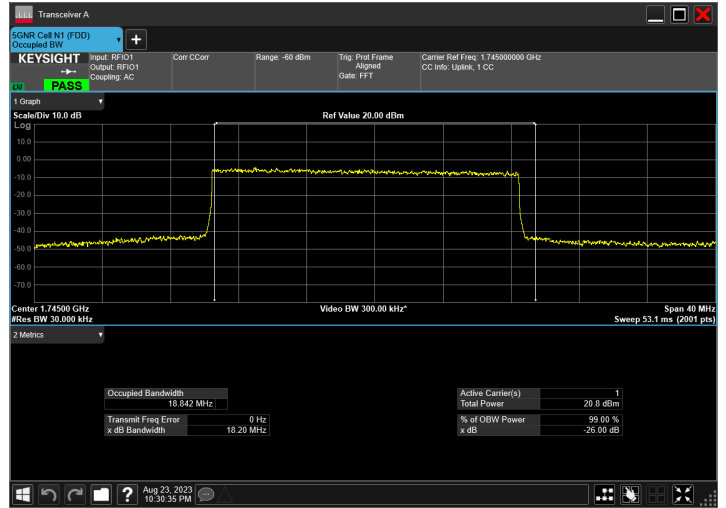 Transceiver A
5GNR Cell N1 (FDD)
Occupied BW
KEYSIGHT
Input: RFIO1
Output: RFIO1
Coupling: AC
Corr CCorr
Range: -60 dBm
Trig: Prot Frame
Aligned
Gate: FFT
Carrier Ref Freq: 1.745000000 GHz
CC Info: Uplink, 1 CC
LXI
PASS
1 Graph
Scale/Div 10.0 dB
Ref Value 20.00 dBm
Log
10.0
0.00
-10.0
-20.0
-30.0
-40.0
-50.0
-60.0
-70.0
Center 1.74500 GHz
Video BW 300.00 kHz*
Span 40 MHz
#Res BW 30.000 kHz
Sweep 53.1 ms (2001 pts)
2 Metrics
Occupied Bandwidth
18.842 MHz
Transmit Freq Error 0 Hz
x dB Bandwidth 18.20 MHz
Active Carrier(s) 1
Total Power 20.8 dBm
% of OBW Power 99.00 %
x dB -26.00 dB
Aug 23, 2023
10:30:35 PM